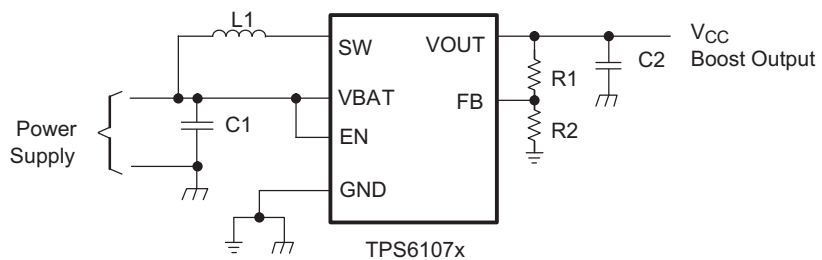 L1
SW
VOUT
VCC
Boost Output
C2
R1
VBAT
FB
C1
R2
Power
Supply
EN
GND
TPS6107x